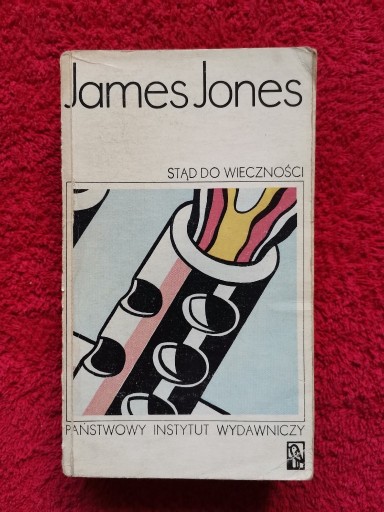 James Jones
STĄD DO WIECZNOŚCI
PAŃSTWOWY INSTYTUT WYDAWNICZY